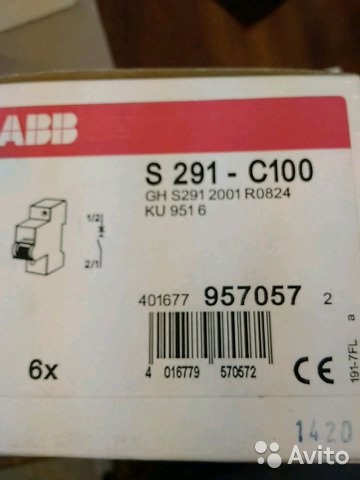 ABB
S 291 - C100
GH S291 2001 R0824
KU 951 6
1/2
2/1
401677 957057 2
6x
4 016779 570572
CE
191-7FL a
1420
Avito